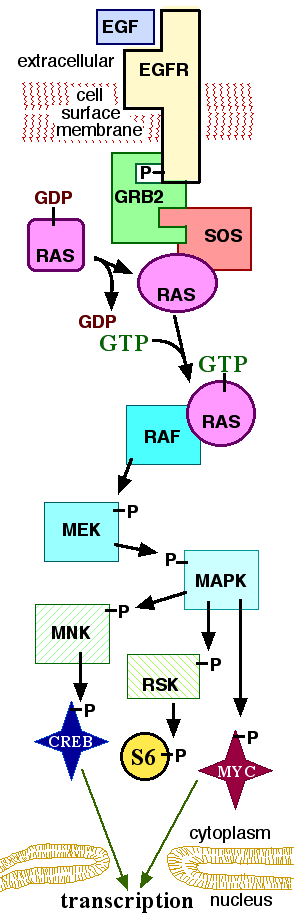 EGF
EGFR
extracellular
cell
surface
membrane
P
GRB2
GDP
SOS
RAS
RAS
GDP
GTP
GTP
RAS
RAF
P
MEK
P
MAPK
P
MNK
P
RSK
P
CREB
S6
P
P
MYC
cytoplasm
transcription
nucleus